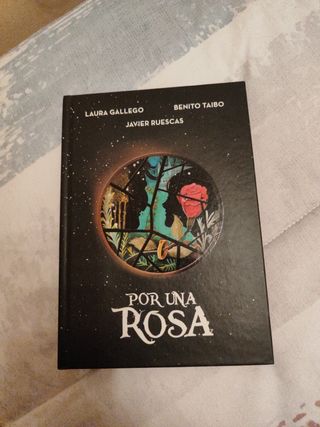 LAURA GALLEGO
BENITO TAIBO
JAVIER RUESCAS
POR UNA
ROSA